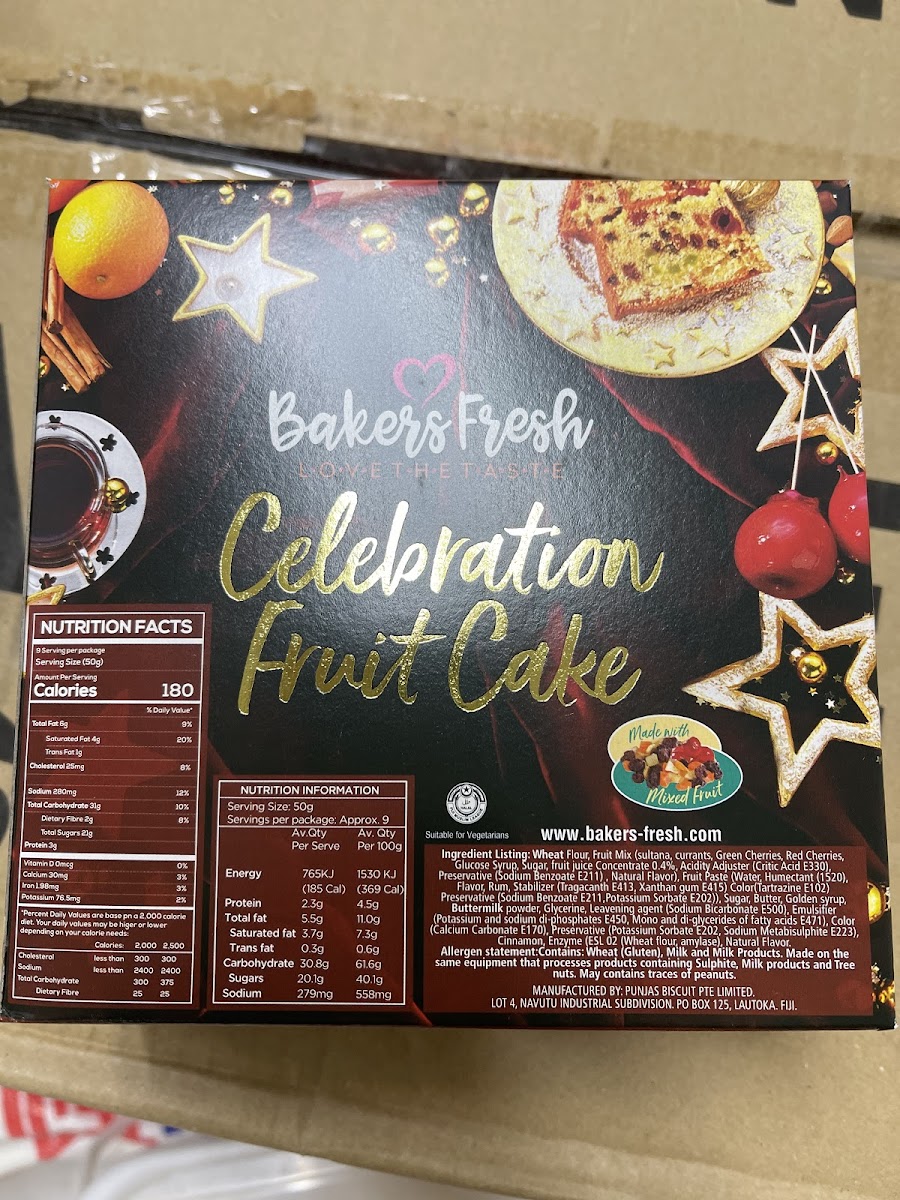 Bakers Fresh
LOVETHETASTE
Celebration
Fruit Cake
NUTRITION FACTS
9 Serving per package
Serving Size (50g)
Amount Per Serving
Calories 180
% Daily Value*
Total Fat 6g 9%
Saturated Fat 4g 20%
Trans Fat 1g
Cholesterol 25mg 8%
Sodium 280mg 12%
Total Carbohydrate 31g 10%
Dietary Fibre 2g 8%
Total Sugars 21g
Protein 3g
Vitamin D 0mcg 0%
Calcium 30mg 3%
Iron 1.98mg 3%
Potassium 76.5mg 2%
*Percent Daily Values are base pn a 2,000 calorie
diet. Your daily values may be higer or lower
depending on your calorie needs:
Calories: 2,000 2,500
Cholesterol less than 300 300
Sodium less than 2400 2400
Total Carbohydrate 300 375
Dietary Fibre 25 25
NUTRITION INFORMATION
Serving Size: 50g
Servings per package: Approx. 9
Av.Qty Av. Qty
Per Serve Per 100g
Energy 765KJ 1530 KJ
(185 Cal) (369 Cal)
Protein 2.3g 4.5g
Total fat 5.5g 11.0g
Saturated fat 3.7g 7.3g
Trans fat 0.3g 0.6g
Carbohydrate 30.8g 61.6g
Sugars 20.1g 40.1g
Sodium 279mg 558mg
Made with
Mixed Fruit
HALAL
Suitable for Vegetarians
www.bakers-fresh.com
Ingredient Listing: Wheat Flour, Fruit Mix (sultana, currants, Green Cherries, Red Cherries,
Glucose Syrup, Sugar, fruit juice Concentrate 0.4%, Acidity Adjuster (Critic Acid E330),
Preservative (Sodium Benzoate E211) , Natural Flavor), Fruit Paste (Water, Humectant (1520),
Flavor, Rum, Stabilizer (Tragacanth E413, Xanthan gum E415) Color(Tartrazine E102)
Preservative (Sodium Benzoate E211,Potassium Sorbate E202)), Sugar, Butter, Golden syrup,
Buttermilk powder, Glycerine, Leavening agent (Sodium Bicarbonate E500), Emulsifier
(Potassium and sodium di-phosphates E450, Mono and di-glycerides of fatty acids E471), Color
(Calcium Carbonate E170), Preservative (Potassium Sorbate E202, Sodium Metabisulphite E223),
Cinnamon, Enzyme (ESL 02 (Wheat flour, amylase), Natural Flavor.
Allergen statement:Contains: Wheat (Gluten), Milk and Milk Products. Made on the
same equipment that processes products containing Sulphite, Milk products and Tree
nuts. May contains traces of peanuts.
MANUFACTURED BY: PUNJAS BISCUIT PTE LIMITED.
LOT 4, NAVUTU INDUSTRIAL SUBDIVISION. PO BOX 125, LAUTOKA. FIJI.